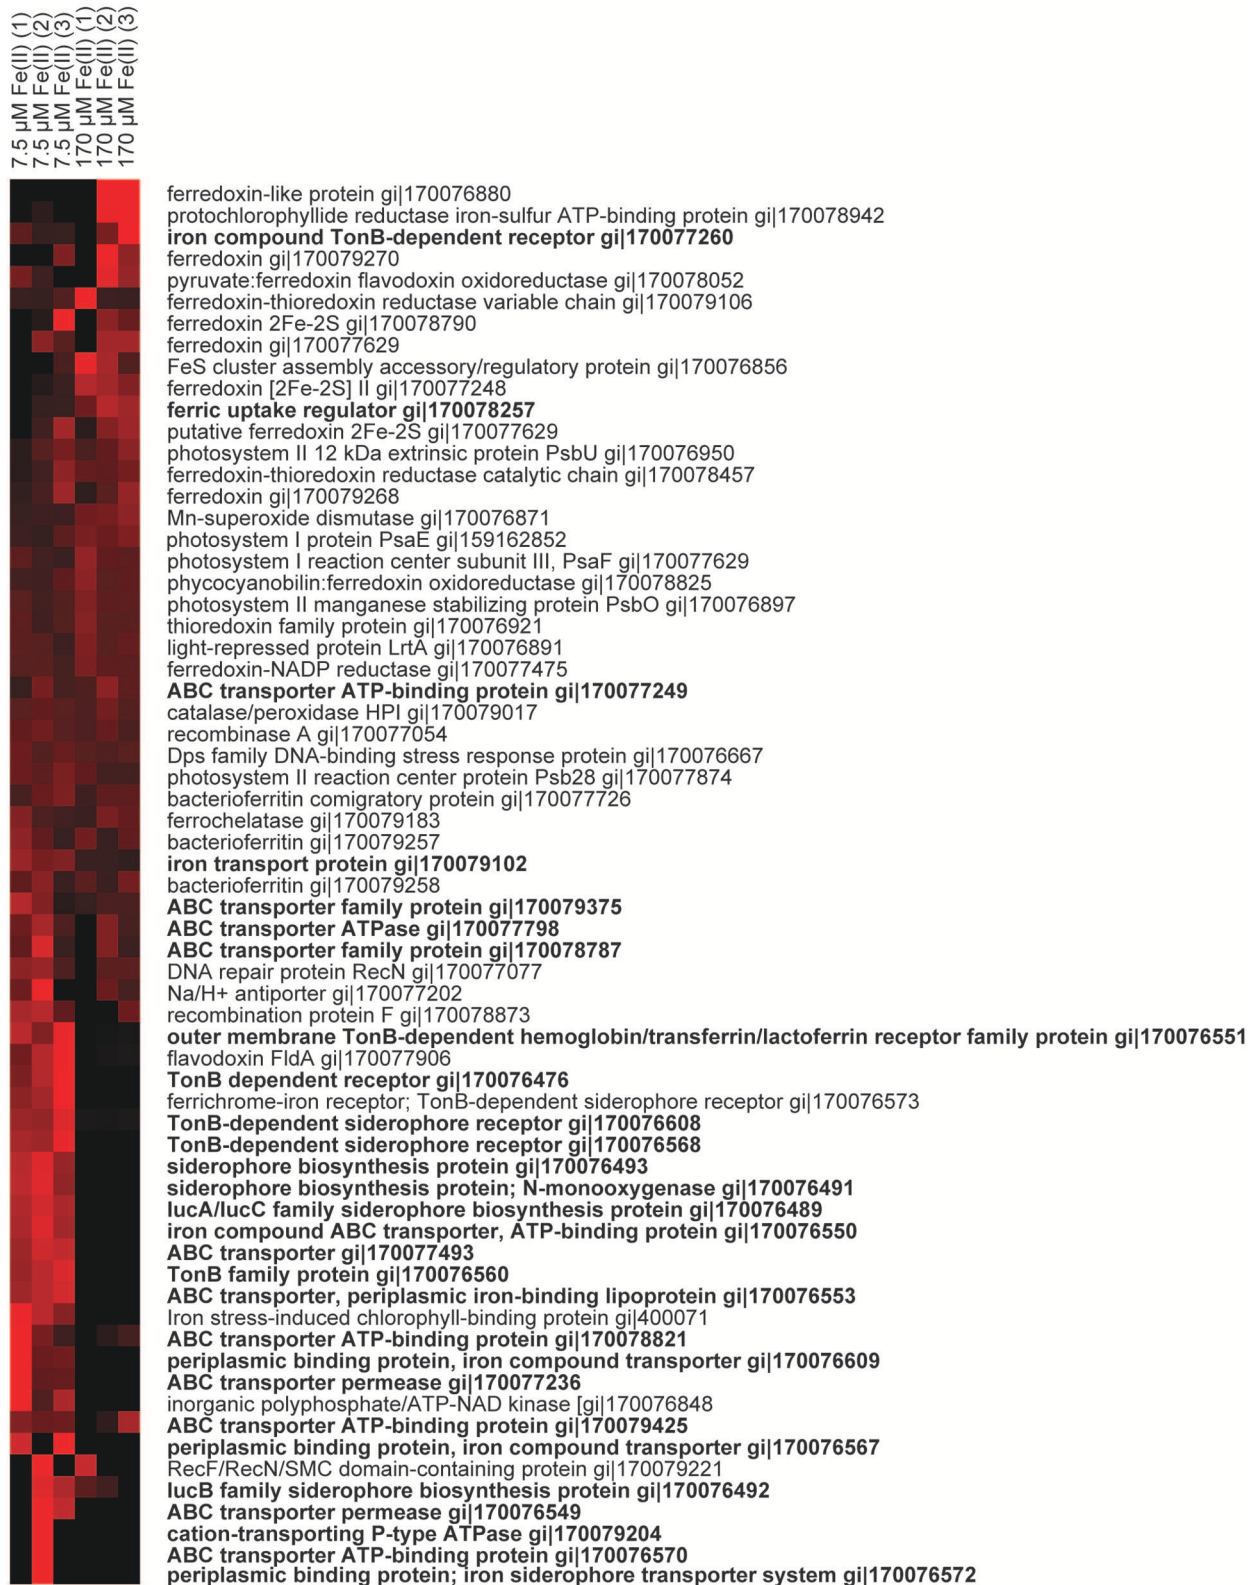 7.5 µM Fe(II) (1)
7.5 µM Fe(II) (2)
7.5 µM Fe(II) (3)
170 µM Fe(II) (1)
170 µM Fe(II) (2)
170 µM Fe(II) (3)
ferredoxin-like protein gi|170076880
protochlorophyllide reductase iron-sulfur ATP-binding protein gi|170078942
iron compound TonB-dependent receptor gi|170077260
ferredoxin gi|170079270
pyruvate:ferredoxin flavodoxin oxidoreductase gi|170078052
ferredoxin-thioredoxin reductase variable chain gi|170079106
ferredoxin 2Fe-2S gi|170078790
ferredoxin gi|170077629
FeS cluster assembly accessory/regulatory protein gi|170076856
ferredoxin [2Fe-2S] II gi|170077248
ferric uptake regulator gi|170078257
putative ferredoxin 2Fe-2S gi|170077629
photosystem II 12 kDa extrinsic protein PsbU gi|170076950
ferredoxin-thioredoxin reductase catalytic chain gi|170078457
ferredoxin gi|170079268
Mn-superoxide dismutase gi|170076871
photosystem I protein PsaE gi|159162852
photosystem I reaction center subunit III, PsaF gi|170077629
phycocyanobilin:ferredoxin oxidoreductase gi|170078825
photosystem II manganese stabilizing protein PsbO gi|170076897
thioredoxin family protein gi|170076921
light-repressed protein LrtA gi|170076891
ferredoxin-NADP reductase gi|170077475
ABC transporter ATP-binding protein gi|170077249
catalase/peroxidase HPI gi|170079017
recombinase A gi|170077054
Dps family DNA-binding stress response protein gi|170076667
photosystem II reaction center protein Psb28 gi|170077874
bacterioferritin comigratory protein gi|170077726
ferrochelatase gi|170079183
bacterioferritin gi|170079257
iron transport protein gi|170079102
bacterioferritin gi|170079258
ABC transporter family protein gi|170079375
ABC transporter ATPase gi|170077798
ABC transporter family protein gi|170078787
DNA repair protein RecN gi|170077077
Na/H+ antiporter gi|170077202
recombination protein F gi|170078873
outer membrane TonB-dependent hemoglobin/transferrin/lactoferrin receptor family protein gi|170076551
flavodoxin FldA gi|170077906
TonB dependent receptor gi|170076476
ferrichrome-iron receptor; TonB-dependent siderophore receptor gi|170076573
TonB-dependent siderophore receptor gi|170076608
TonB-dependent siderophore receptor gi|170076568
siderophore biosynthesis protein gi|170076493
siderophore biosynthesis protein; N-monooxygenase gi|170076491
IucA/IucC family siderophore biosynthesis protein gi|170076489
iron compound ABC transporter, ATP-binding protein gi|170076550
ABC transporter gi|170077493
TonB family protein gi|170076560
ABC transporter, periplasmic iron-binding lipoprotein gi|170076553
Iron stress-induced chlorophyll-binding protein gi|400071
ABC transporter ATP-binding protein gi|170078821
periplasmic binding protein, iron compound transporter gi|170076609
ABC transporter permease gi|170077236
inorganic polyphosphate/ATP-NAD kinase [gi|170076848
ABC transporter ATP-binding protein gi|170079425
periplasmic binding protein, iron compound transporter gi|170076567
RecF/RecN/SMC domain-containing protein gi|170079221
IucB family siderophore biosynthesis protein gi|170076492
ABC transporter permease gi|170076549
cation-transporting P-type ATPase gi|170079204
ABC transporter ATP-binding protein gi|170076570
periplasmic binding protein; iron siderophore transporter system gi|170076572